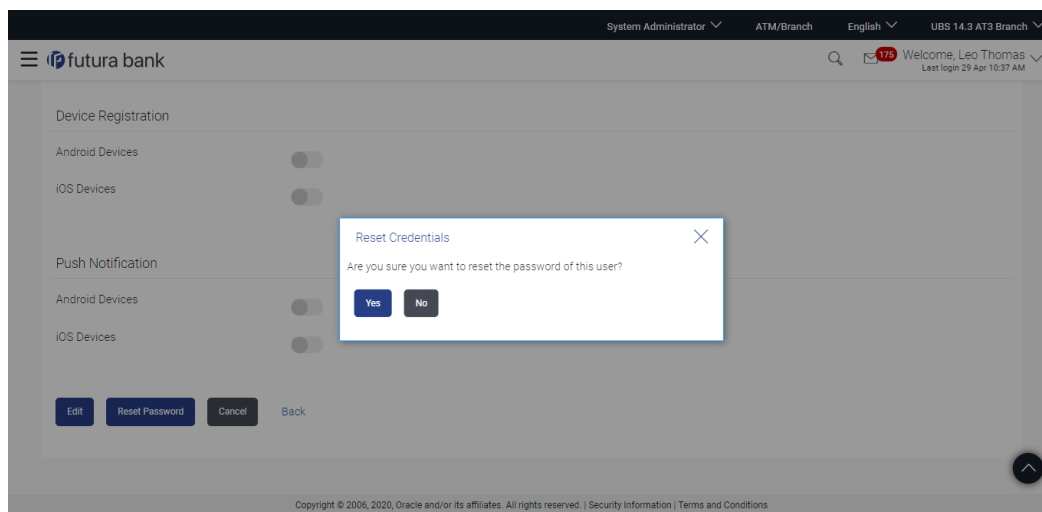 System Administrator ATM/Branch English UBS 14.3 AT3 Branch
futura bank 175 Welcome, Leo Thomas
Last login 29 Apr 10:37 AM
Device Registration
Android Devices
iOS Devices
Reset Credentials
Are you sure you want to reset the password of this user?
Yes No
Push Notification
Android Devices
iOS Devices
Edit Reset Password Cancel Back
Copyright © 2006, 2020, Oracle and/or its affiliates. All rights reserved. | Security Information | Terms and Conditions